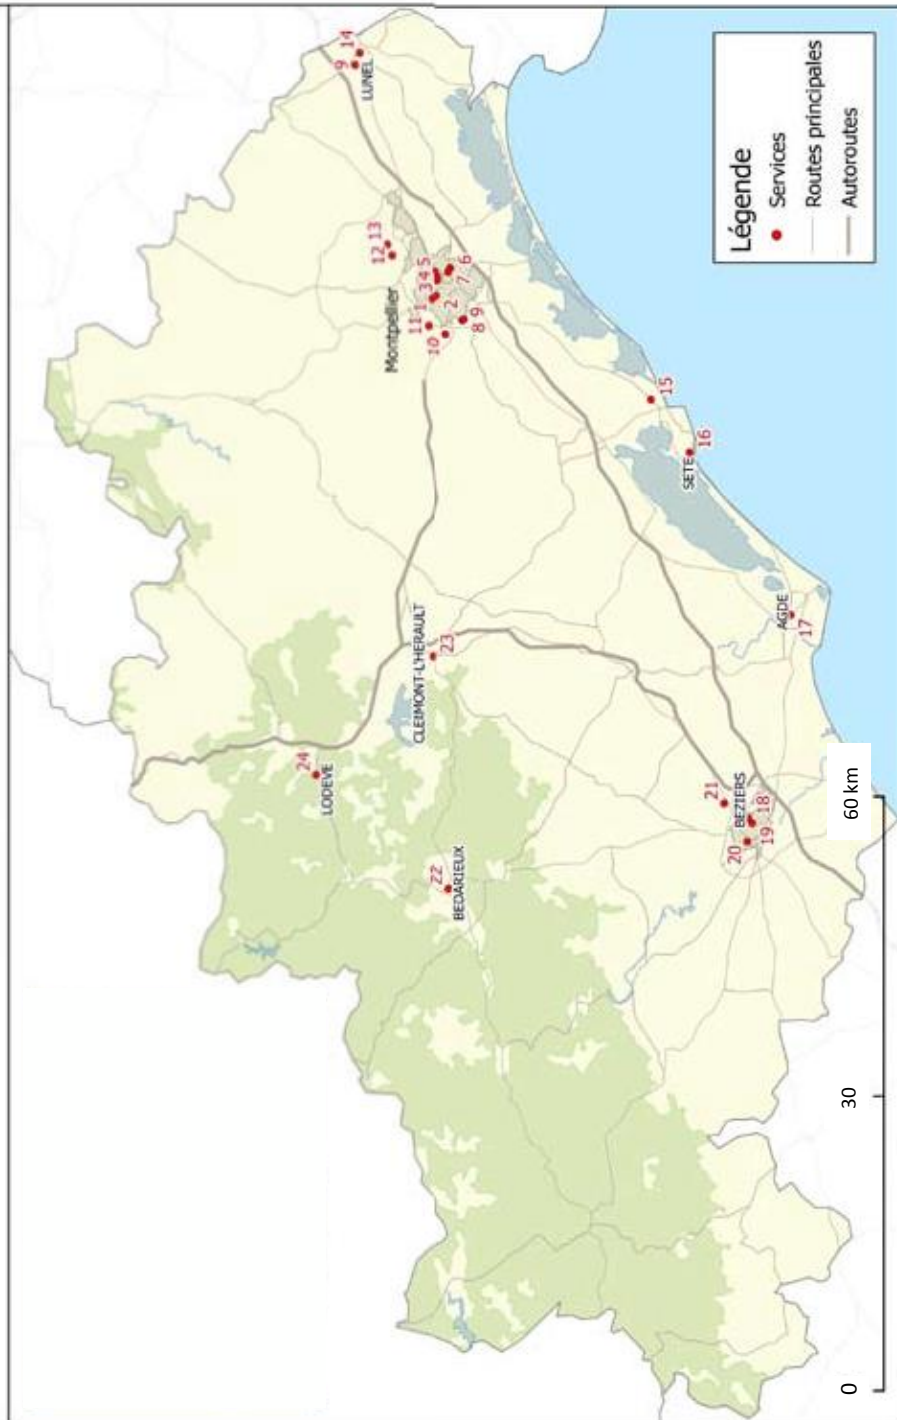 14
9
LUNEL
13
12
Montpellier
11
1
3
4
5
2
7
6
10
8
9
15
16
SETE
AGDE
17
CLEIMONT-L'HERAULT
23
24
LODEVE
22
BEDARIEUX
21
BEZIERS
20
19
18
Légende
Services
Routes principales
Autoroutes
0
30
60 km